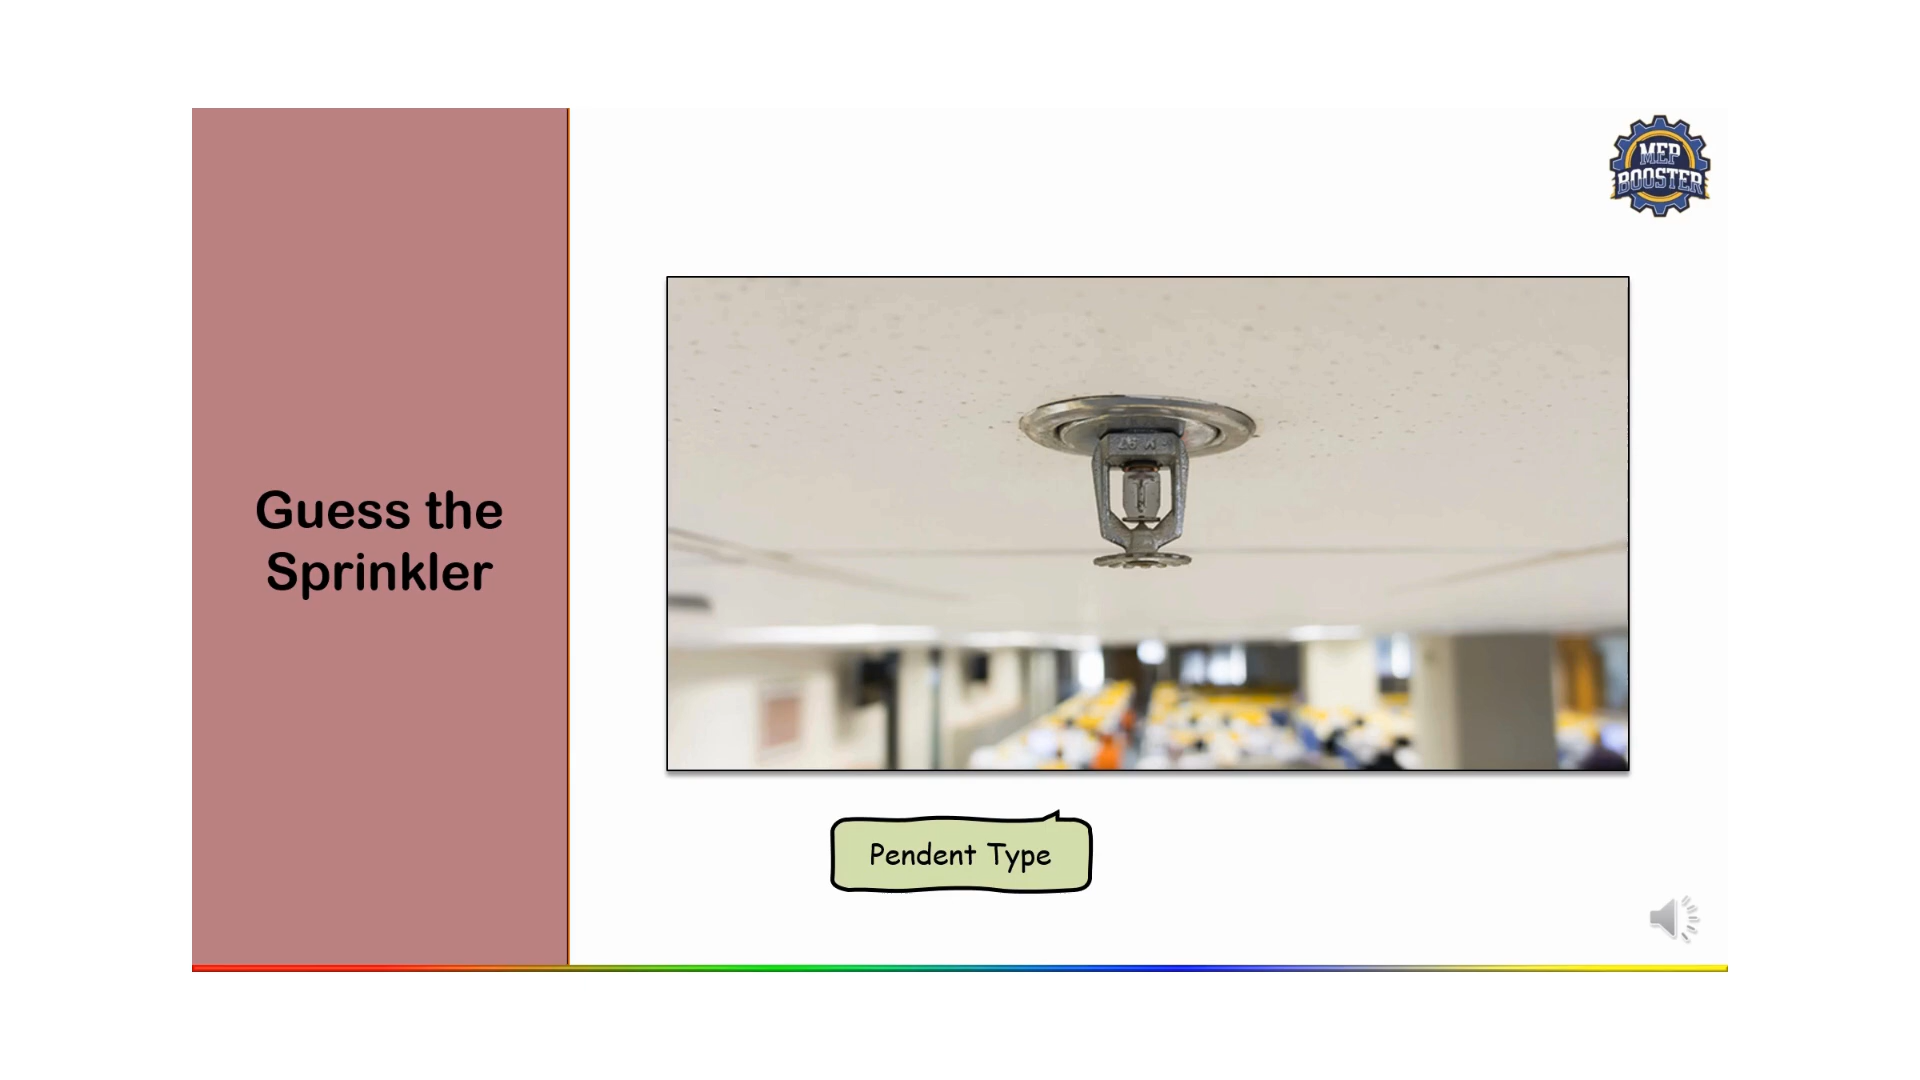 MEP
BOOSTER
Guess the
Sprinkler
Pendent Type